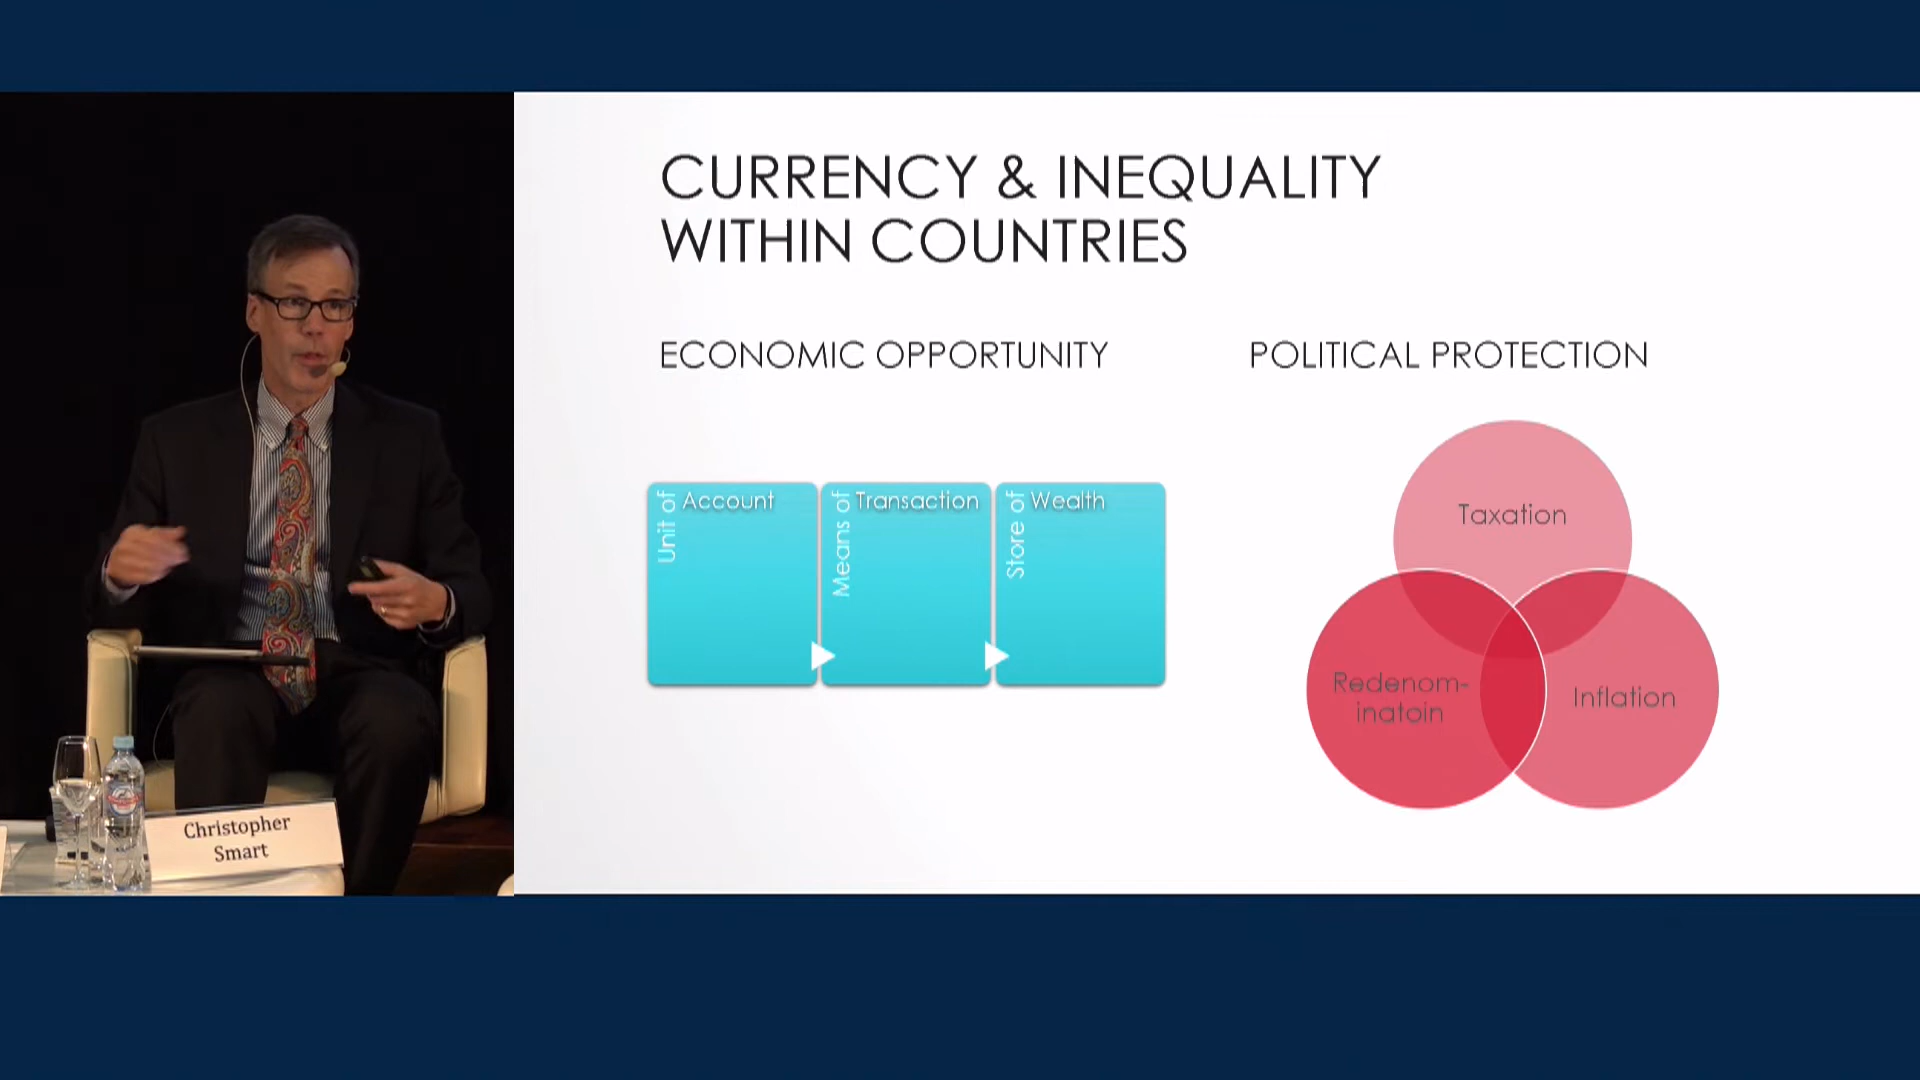 CURRENCY & INEQUALITY
WITHIN COUNTRIES
ECONOMIC OPPORTUNITY
POLITICAL PROTECTION
Unit of
Account
Means of
Transaction
Store of
Wealth
Taxation
Redenom-
inatoin
Inflation
Christopher
Smart